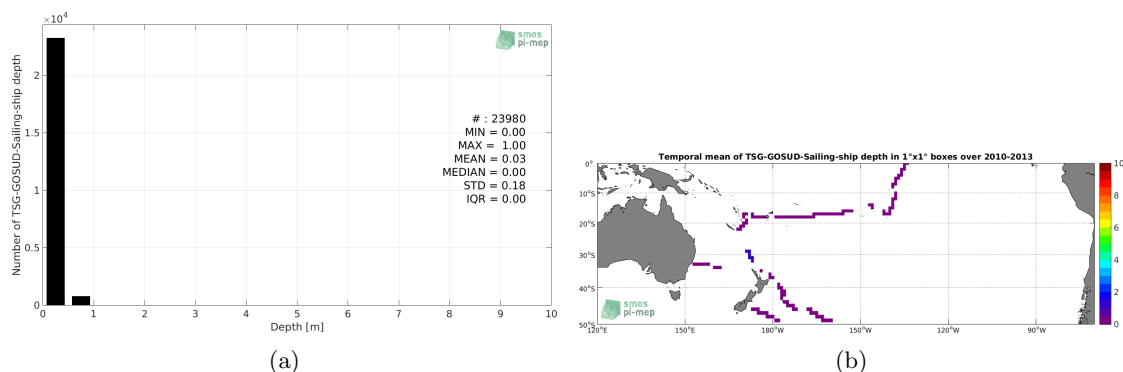 ×10⁴
smos
pi-mep
Number of TSG-GOSUD-Sailing-ship depth
2
1.5
1
0.5
0
# : 23980
MIN = 0.00
MAX = 1.00
MEAN = 0.03
MEDIAN = 0.00
STD = 0.18
IQR = 0.00
0 1 2 3 4 5 6 7 8 9 10
Depth [m]
(a)
Temporal mean of TSG-GOSUD-Sailing-ship depth in 1°x1° boxes over 2010-2013
0°
10°S
20°S
30°S
40°S
50°S
120°E 150°E 180°W 150°W 120°W 90°W
10
8
6
4
2
0
smos
pi-mep
(b)